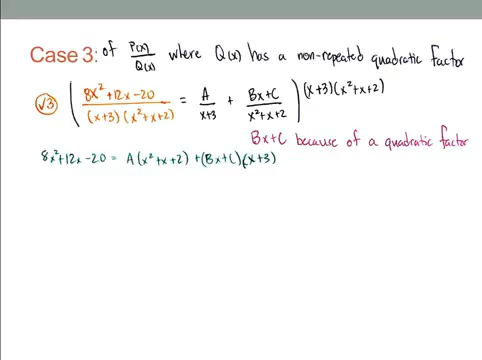 Case 3: of P(x)/Q(x) where Q(x) has a non-repeated quadratic factor
√3 ( (8x² + 12x - 20)/((x+3)(x²+x+2)) = A/(x+3) + (Bx+C)/(x²+x+2) ) (x+3)(x²+x+2)
Bx+C because of a quadratic factor
8x²+12x-20 = A(x²+x+2) + (Bx+C)(x+3)